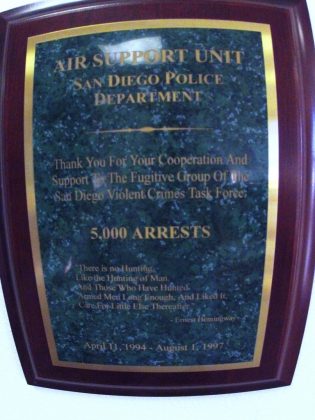 AIR SUPPORT UNIT
SAN DIEGO POLICE
DEPARTMENT
Thank You For Your Cooperation And
Support To The Fugitive Group Of The
San Diego Violent Crimes Task Force.
5,000 ARRESTS
"There is no Hunting,
Like the Hunting of Man,
And Those Who Have Hunted
Armed Men Long Enough, And Liked It,
Care For Little Else Thereafter."
- Ernest Hemingway
April 11, 1994 - August 1, 1997